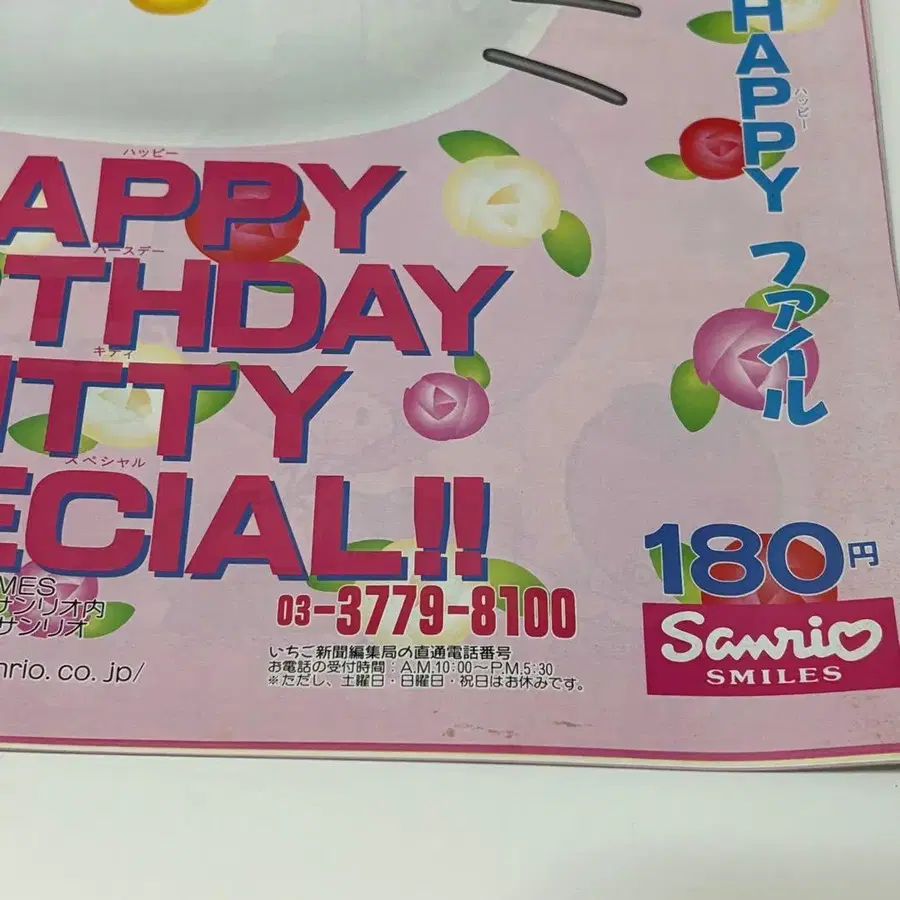 ハッピー
APPY
バースデー
THDAY
キティ
ITTY
スペシャル
ECIAL!!
HAPPY
ハッピー
ファイル
MES
サンリオ内
サンリオ
nrio.co.jp/
03-3779-8100
いちご新聞編集局の直通電話番号
お電話の受付時間：A.M.10:00～P.M.5:30
※ただし、土曜日・日曜日・祝日はお休みです。
180円
Sanrio
SMILES